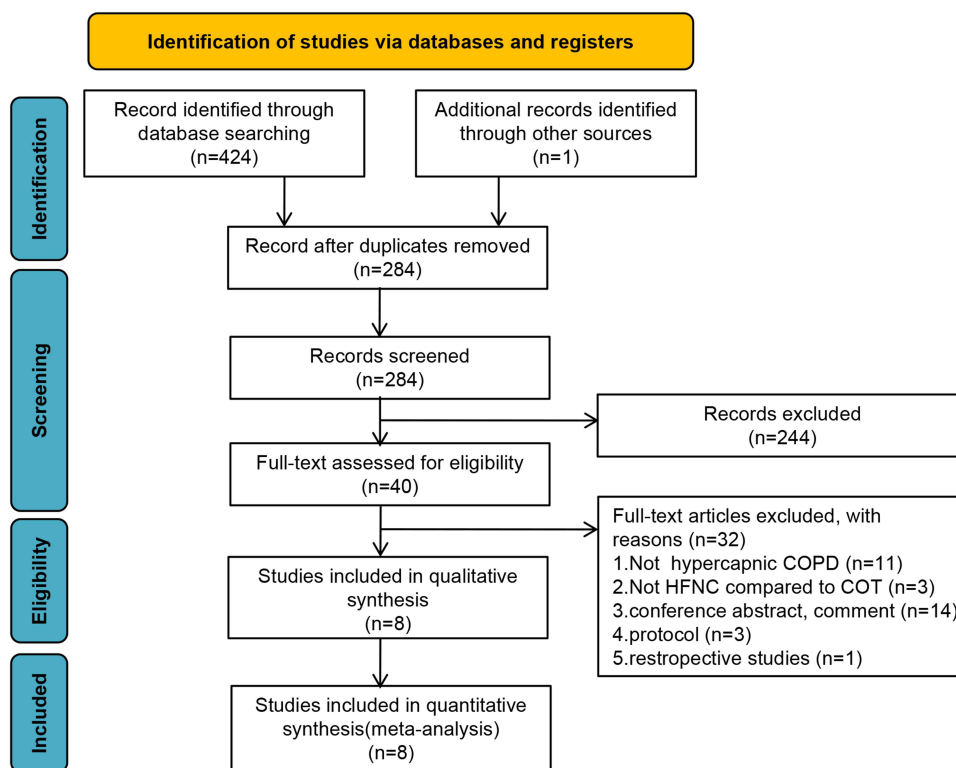 Identification of studies via databases and registers
Identification
Record identified through
database searching
(n=424)
Additional records identified
through other sources
(n=1)
Record after duplicates removed
(n=284)
Screening
Records screened
(n=284)
Records excluded
(n=244)
Full-text assessed for eligibility
(n=40)
Full-text articles excluded, with
reasons (n=32)
1.Not hypercapnic COPD (n=11)
2.Not HFNC compared to COT (n=3)
3.conference abstract, comment (n=14)
4.protocol (n=3)
5.restropective studies (n=1)
Eligibility
Studies included in qualitative
synthesis
(n=8)
Included
Studies included in quantitative
synthesis(meta-analysis)
(n=8)